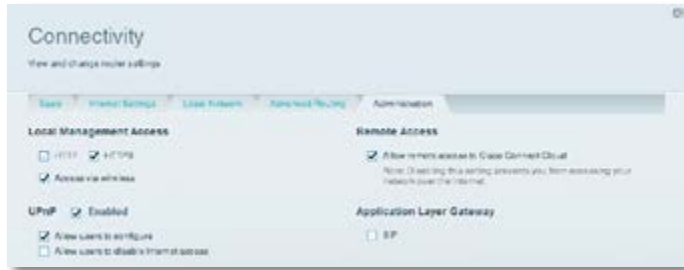 Connectivity
View and change router settings
Basic Internet Settings Local Network Advanced Routing Administration
Local Management Access
HTTP HTTPS
Access via wireless
UPnP Enabled
Allow users to configure
Allow users to disable Internet access
Remote Access
Allow remote access to Cisco Connect Cloud
Note: Disabling this setting prevents you from accessing your
network over the Internet.
Application Layer Gateway
SIP